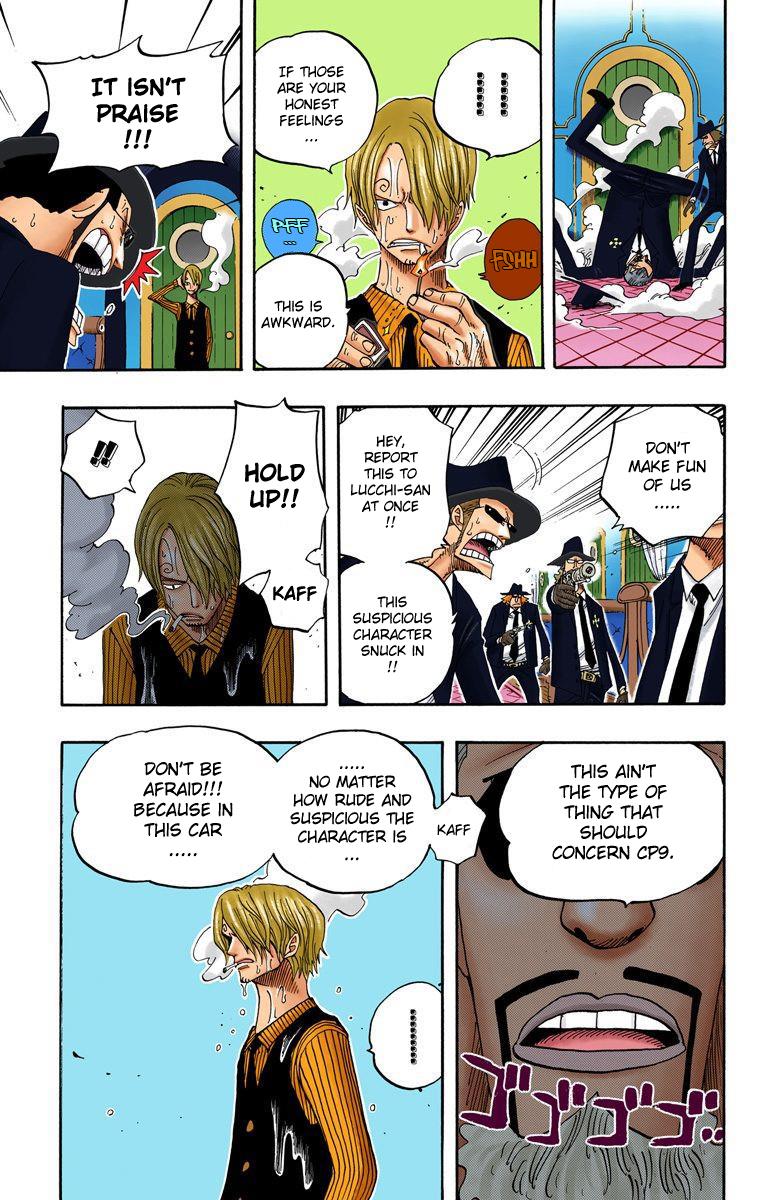 !!
IF THOSE
ARE YOUR
HONEST
FEELINGS
...
PFF
...
FSHH
THIS IS
AWKWARD.
IT ISN'T
PRAISE
!!!
DON'T
MAKE FUN
OF US
.....
HEY,
REPORT
THIS TO
LUCCHI-SAN
AT ONCE
!!
THIS
SUSPICIOUS
CHARACTER
SNUCK IN
!!
HOLD
UP!!
KAFF
!!
THIS AIN'T
THE TYPE OF
THING THAT
SHOULD
CONCERN CP9.
ゴゴゴゴ..
KAFF
.....
NO MATTER
HOW RUDE AND
SUSPICIOUS THE
CHARACTER IS
...
DON'T BE
AFRAID!!!
BECAUSE IN
THIS CAR
.....